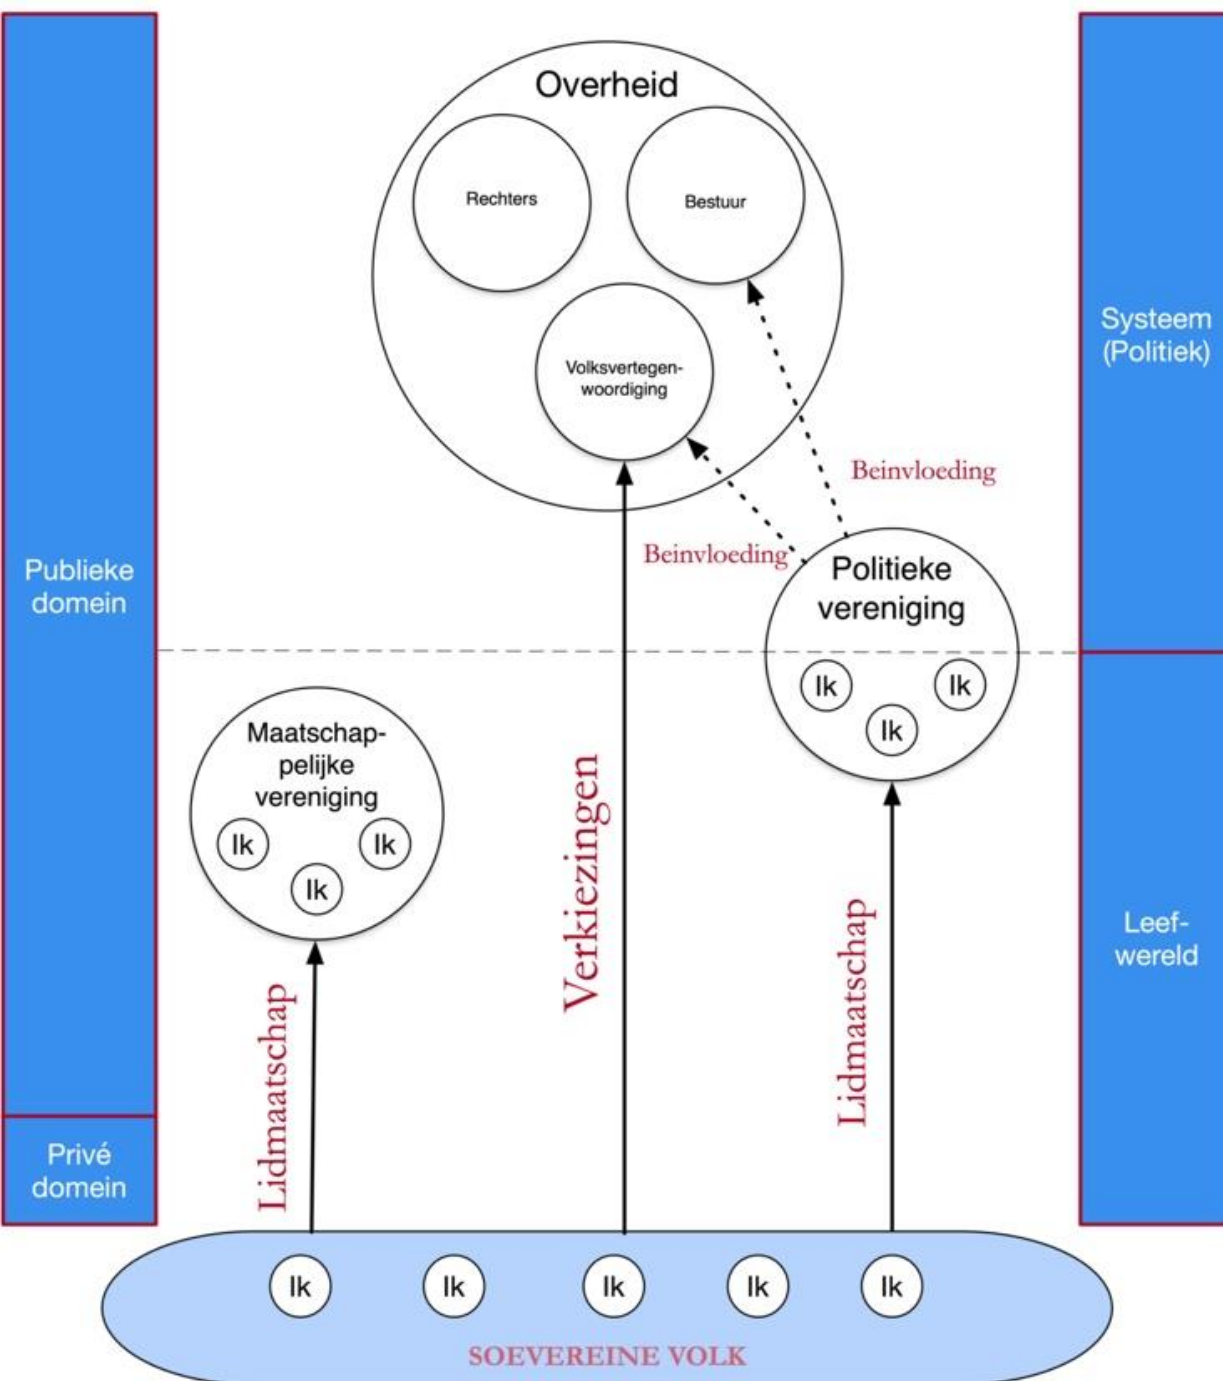 Overheid
Rechters
Bestuur
Volksvertegen-
woordiging
Systeem
(Politiek)
Beinvloeding
Beinvloeding
Publieke
domein
Politieke
vereniging
Ik
Ik
Ik
Maatschap-
pelijke
vereniging
Ik
Ik
Ik
Verkiezingen
Lidmaatschap
Lidmaatschap
Leef-
wereld
Privé
domein
Ik
Ik
Ik
Ik
Ik
SOEVEREINE VOLK